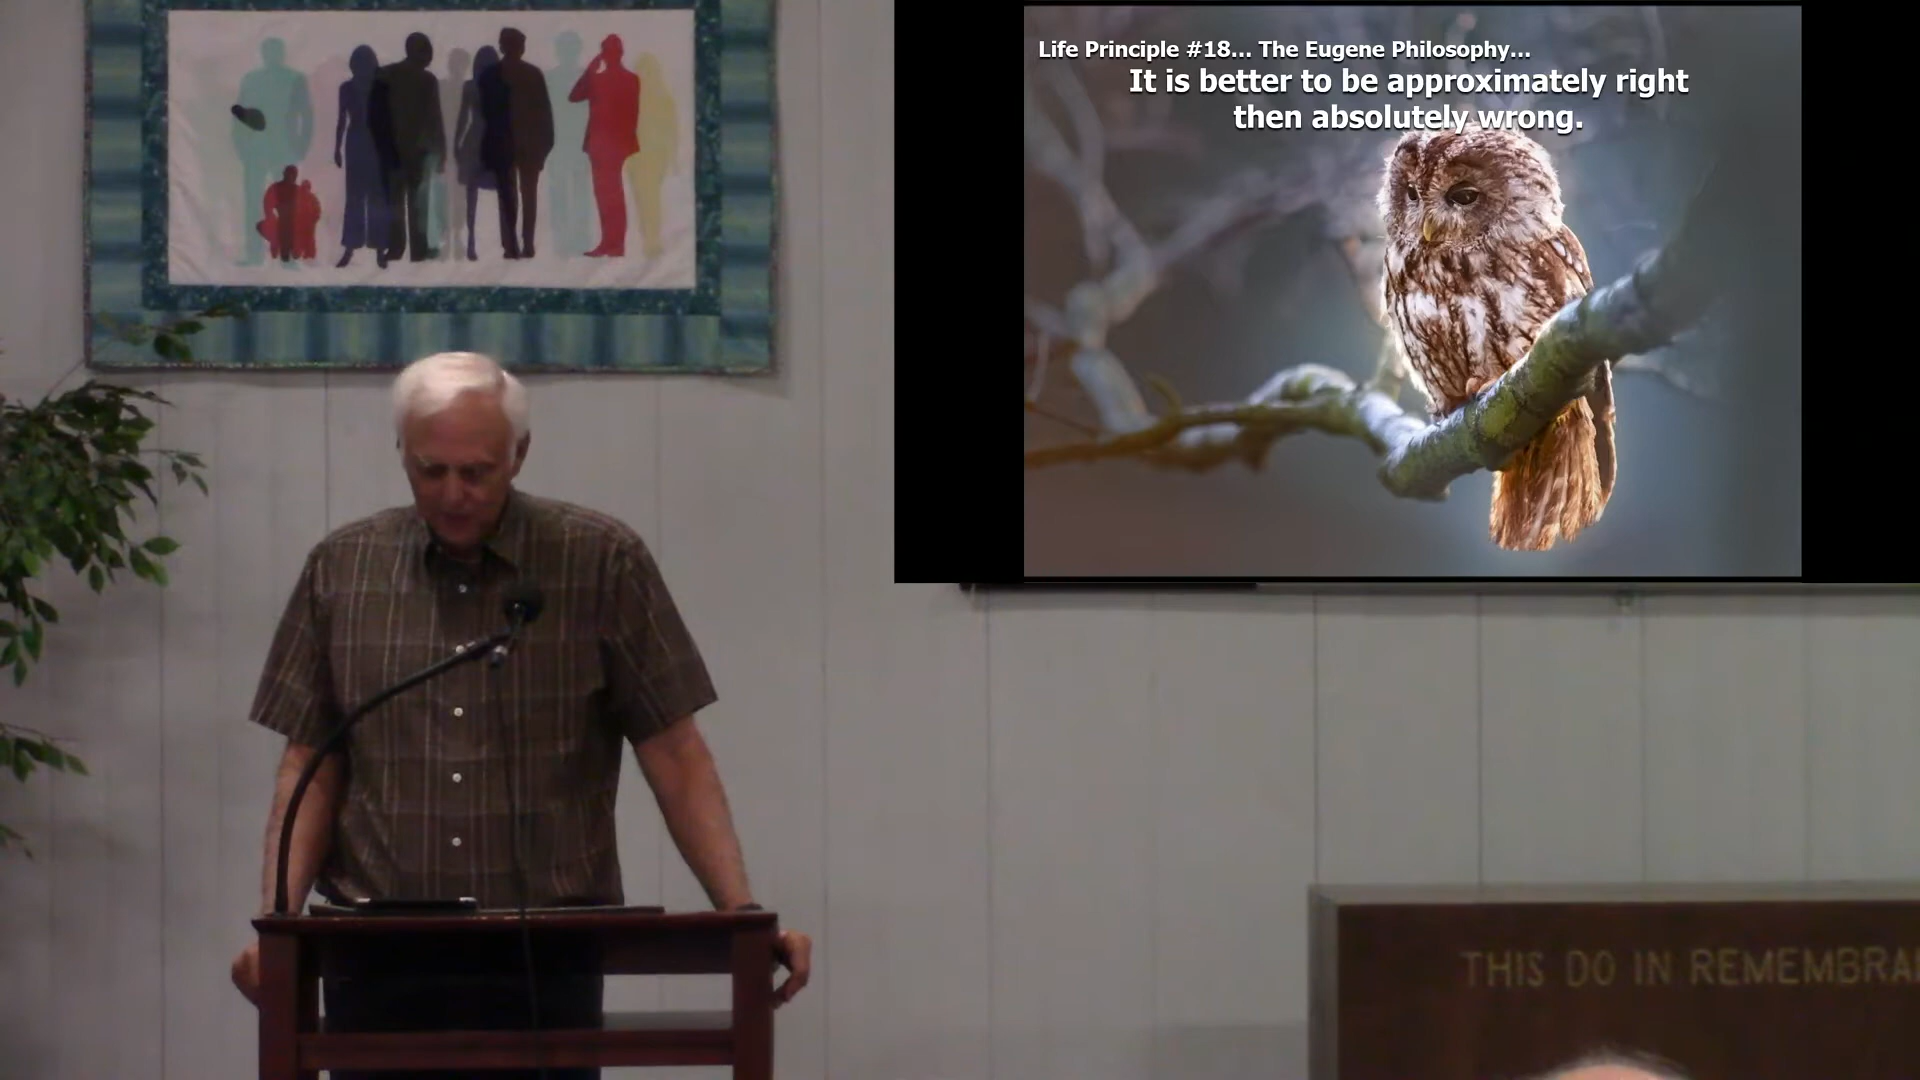 Life Principle #18... The Eugene Philosophy...
It is better to be approximately right
then absolutely wrong.
THIS DO IN